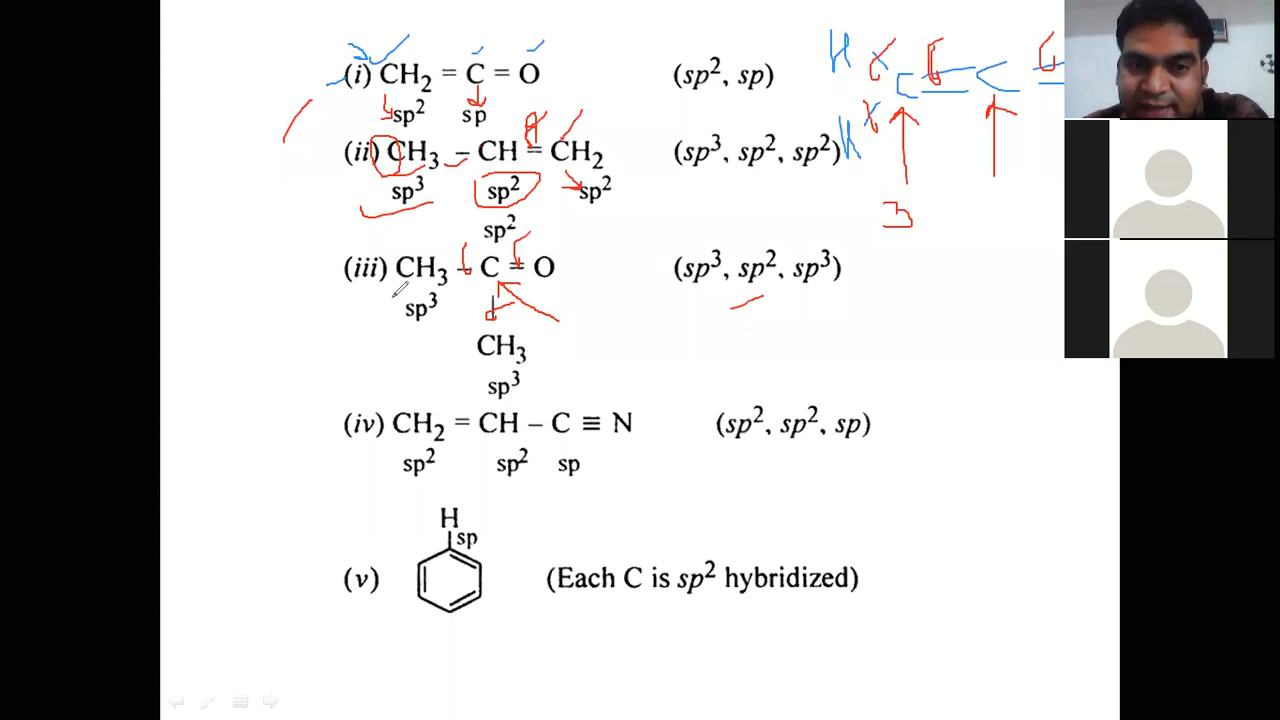 (i) CH₂ = C = O (sp², sp)
sp² sp
(ii) CH₃ – CH = CH₂ (sp³, sp², sp²)
sp³ sp² sp²
sp²
(iii) CH₃ – C = O (sp³, sp², sp³)
sp³
CH₃
sp³
(iv) CH₂ = CH – C ≡ N (sp², sp², sp)
sp² sp² sp
H
sp
(v) (Each C is sp² hybridized)
H
C = C =
H
3